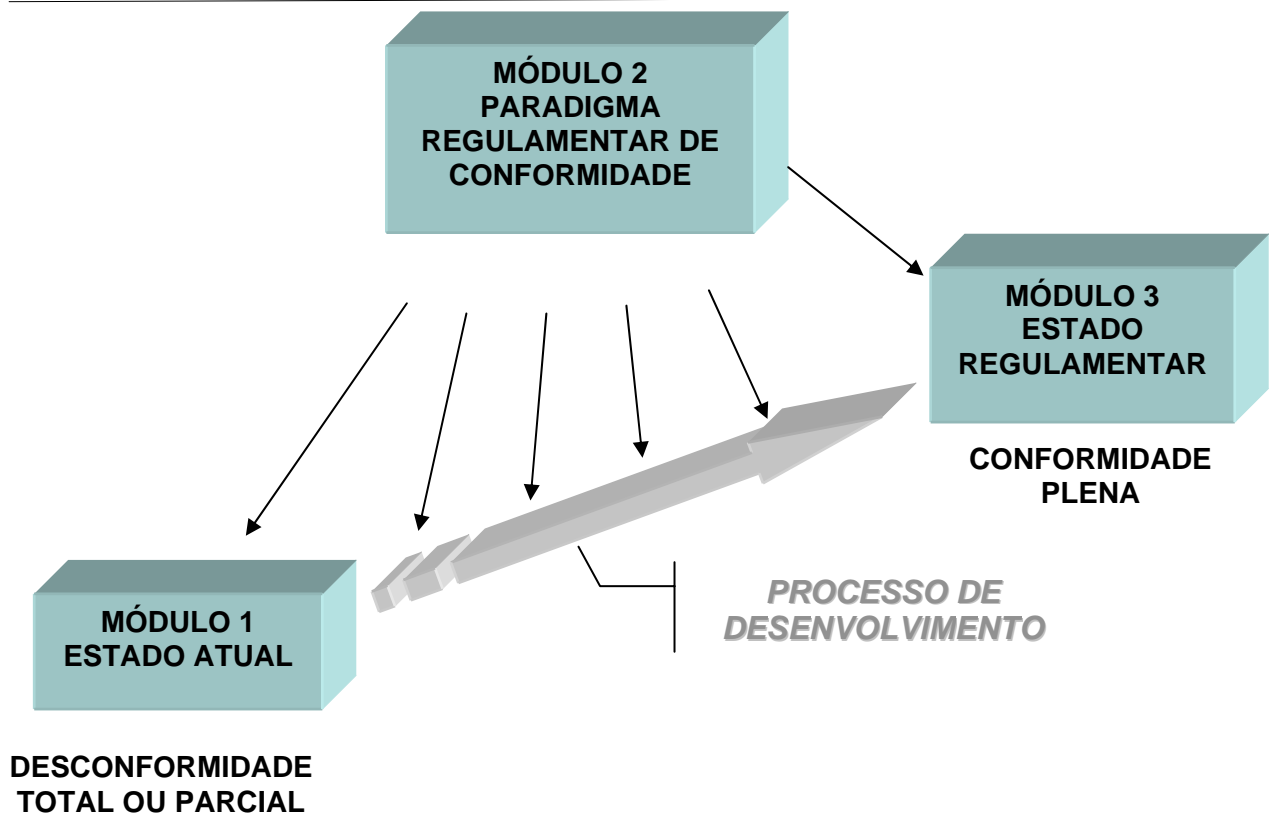 MÓDULO 2
PARADIGMA
REGULAMENTAR DE
CONFORMIDADE
MÓDULO 3
ESTADO
REGULAMENTAR
CONFORMIDADE
PLENA
PROCESSO DE
DESENVOLVIMENTO
MÓDULO 1
ESTADO ATUAL
DESCONFORMIDADE
TOTAL OU PARCIAL